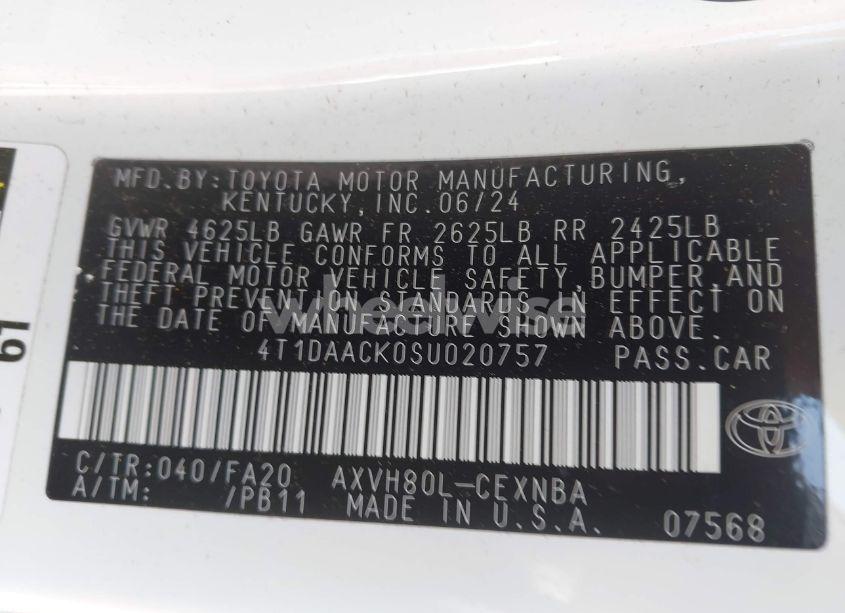 MFD.BY:TOYOTA MOTOR MANUFACTURING,
KENTUCKY,INC.06/24
GVWR 4625LB GAWR FR 2625LB RR 2425LB
THIS VEHICLE CONFORMS TO ALL APPLICABLE
FEDERAL MOTOR VEHICLE SAFETY,BUMPER,AND
THEFT PREVENTION STANDARDS IN EFFECT ON
THE DATE OF MANUFACTURE SHOWN ABOVE.
4T1DAACK0SU020757 PASS.CAR
C/TR:040/FA20 AXVH80L-CEXNBA
A/TM: /PB11 MADE IN U.S.A. 07568
wheelwise
61